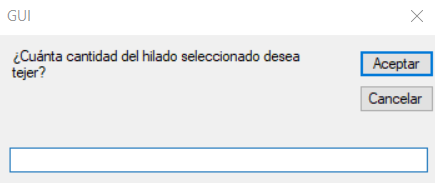 GUI
¿Cuánta cantidad del hilado seleccionado desea
tejer?
Aceptar
Cancelar